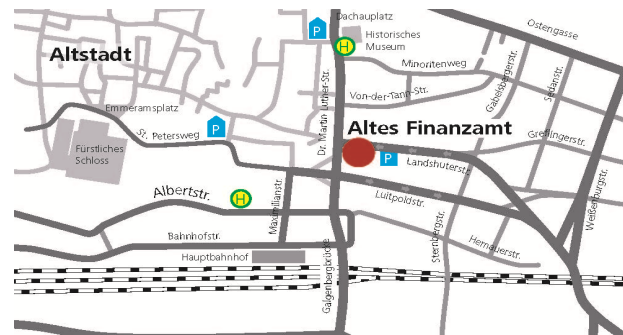 Dachauplatz
P
H
Historisches
Museum
Ostengasse
Altstadt
Minoritenweg
Gabelsbergerstr.
Sedanstr.
Von-der-Tann-Str.
Emmeramsplatz
Dr. Martin Luther-Str.
P
St. Petersweg
Altes Finanzamt
Greflingerstr.
Fürstliches
Schloss
P
Landshuterstr.
Albertstr.
H
Maximilianstr.
Luitpoldstr.
Weißenburgstr.
Bahnhofstr.
Sternbergstr.
Hemauerstr.
Hauptbahnhof
Galgenbergbrücke